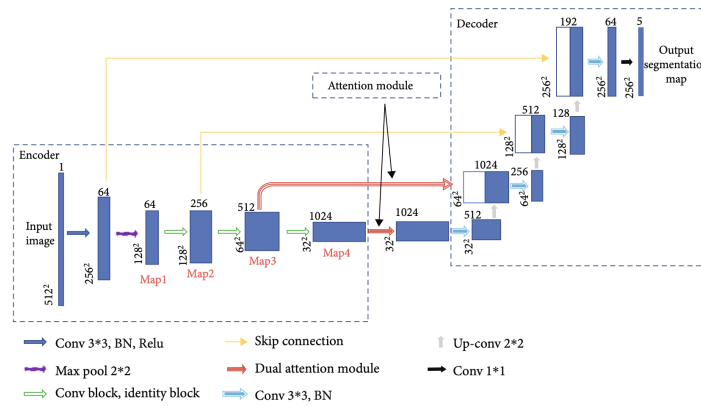 Decoder
192
64
5
Output
segmentation
map
256²
256²
256²
Attention module
512
128
128²
128²
Encoder
1
64
64
256
512
1024
1024
1024
256
512
Input
image
512²
256²
128²
128²
64²
32²
32²
32²
64²
64²
Map1
Map2
Map3
Map4
Conv 3*3, BN, Relu
Skip connection
Up-conv 2*2
Max pool 2*2
Dual attention module
Conv 1*1
Conv block, identity block
Conv 3*3, BN